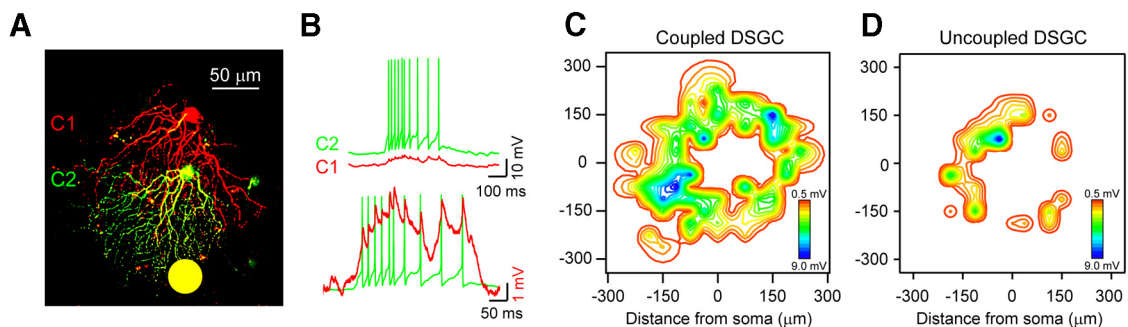 A
50 μm
C1
C2
B
C2
C1
10 mV
100 ms
1 mV
50 ms
C
Coupled DSGC
300
150
0
-150
-300
0.5 mV
9.0 mV
-300 -150 0 150 300
Distance from soma (μm)
D
Uncoupled DSGC
300
150
0
-150
-300
0.5 mV
9.0 mV
-300 -150 0 150 300
Distance from soma (μm)